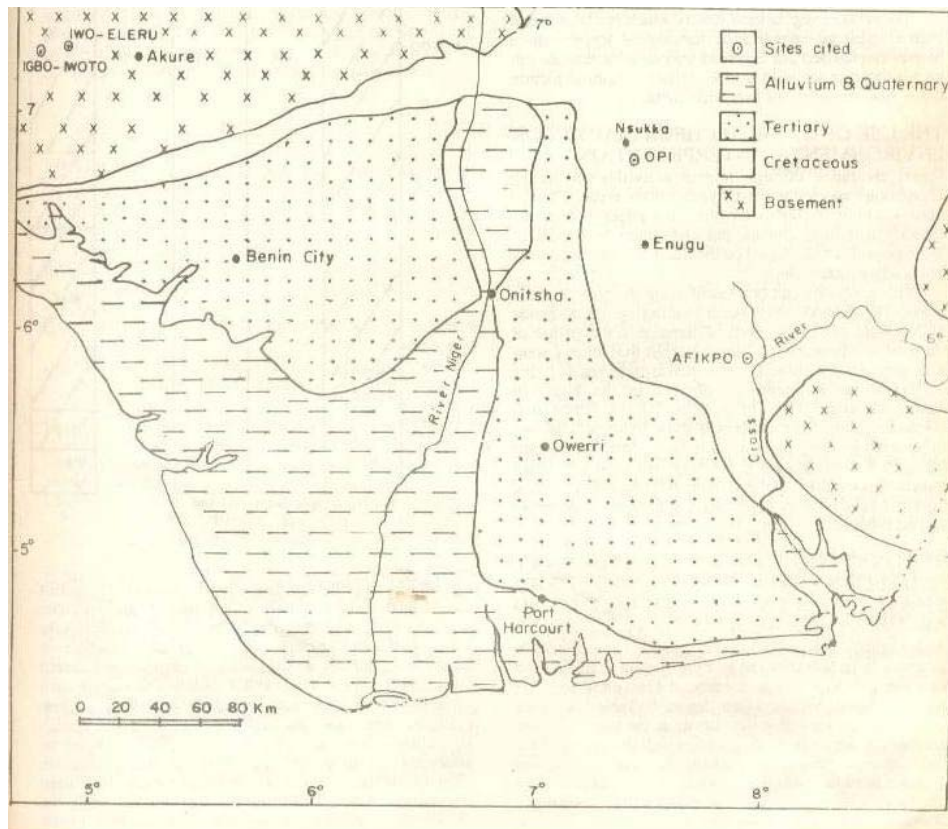 7°
IWO-ELERU
Akure
IGBO-IWOTO
Sites cited
Alluvium & Quaternary
Tertiary
Cretaceous
Basement
7
Nsukka
OPI
Benin City
Enugu
Onitsha
6°
River Niger
AFIKPO
River
6°
Cross
Owerri
5°
Port
Harcourt
0 20 40 60 80 Km
5°
6°
7°
8°